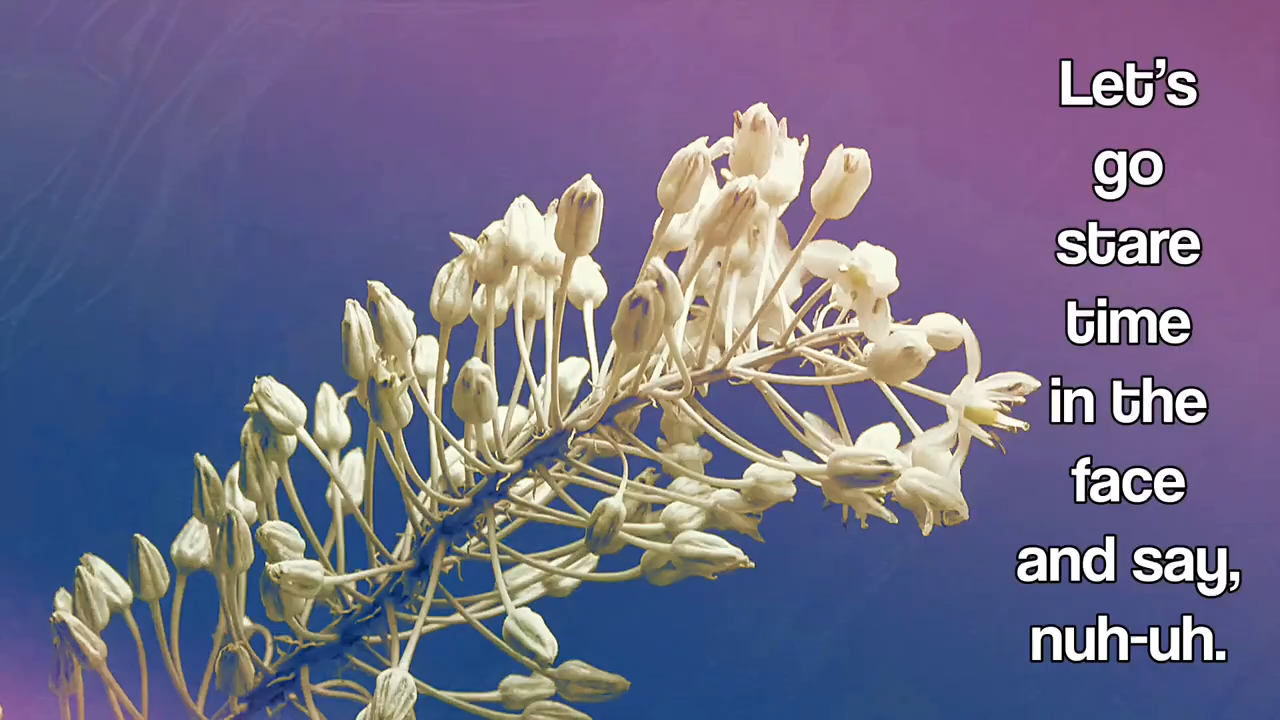 Let’s
go
stare
time
in the
face
and say,
nuh-uh.